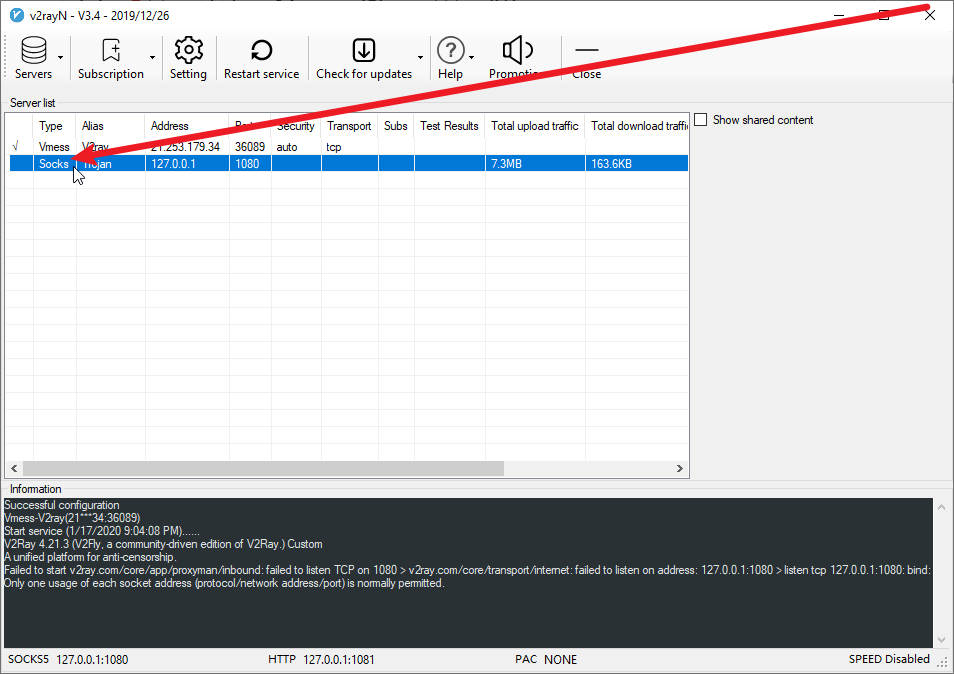 v2rayN - V3.4 - 2019/12/26
Servers Subscription Setting Restart service Check for updates Help Close
Server list
Type Alias Address Security Transport Subs Test Results Total upload traffic Total download traffi
Show shared content
√ Vmess V2ray 21.253.179.34 36089 auto tcp
Socks Trojan 127.0.0.1 1080 7.3MB 163.6KB
Information
Successful configuration
Vmess-V2ray(21***34:36089)
Start service (1/17/2020 9:04:08 PM)......
V2Ray 4.21.3 (V2Fly, a community-driven edition of V2Ray.) Custom
A unified platform for anti-censorship.
Failed to start v2ray.com/core/app/proxyman/inbound: failed to listen TCP on 1080 > v2ray.com/core/transport/internet: failed to listen on address: 127.0.0.1:1080 > listen tcp 127.0.0.1:1080: bind:
Only one usage of each socket address (protocol/network address/port) is normally permitted.
SOCKS5 127.0.0.1:1080 HTTP 127.0.0.1:1081 PAC NONE SPEED Disabled